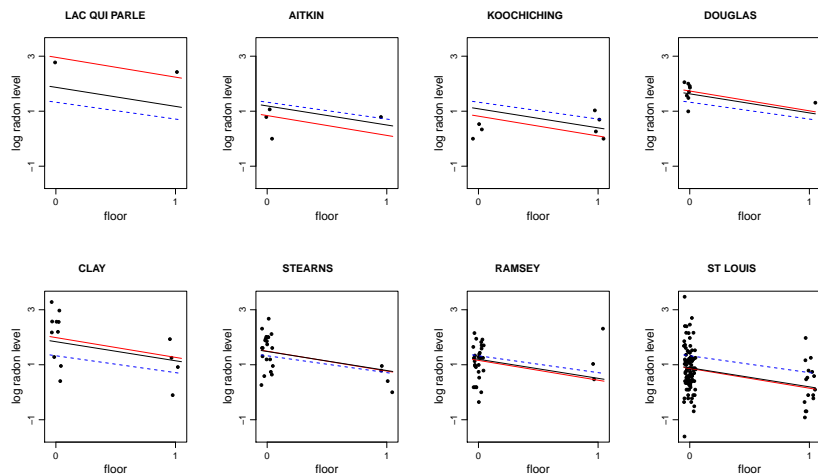 LAC QUI PARLE
log radon level
3
1
−1
0
1
floor
AITKIN
log radon level
3
1
−1
0
1
floor
KOOCHICHING
log radon level
3
1
−1
0
1
floor
DOUGLAS
log radon level
3
1
−1
0
1
floor
CLAY
log radon level
3
1
−1
0
1
floor
STEARNS
log radon level
3
1
−1
0
1
floor
RAMSEY
log radon level
3
1
−1
0
1
floor
ST LOUIS
log radon level
3
1
−1
0
1
floor